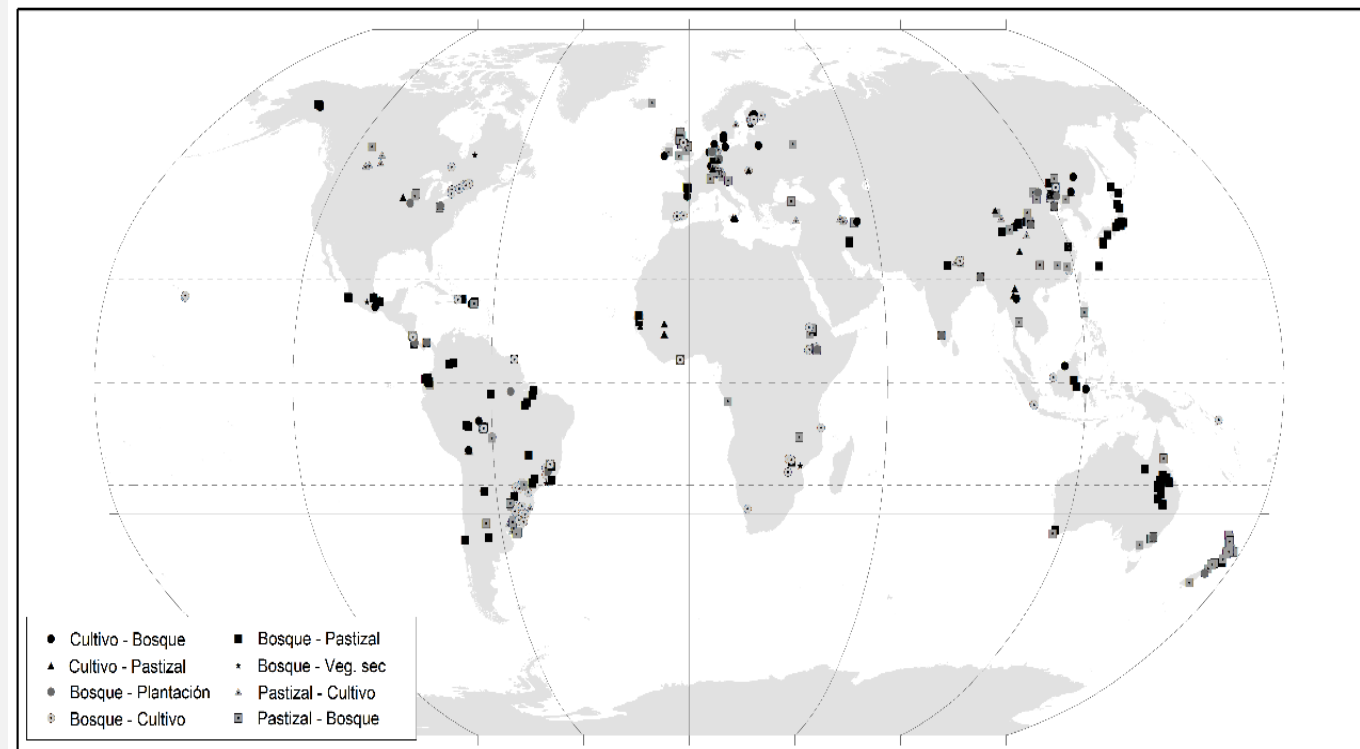 Cultivo - Bosque
Cultivo - Pastizal
Bosque - Plantación
Bosque - Cultivo
Bosque - Pastizal
Bosque - Veg. sec
Pastizal - Cultivo
Pastizal - Bosque